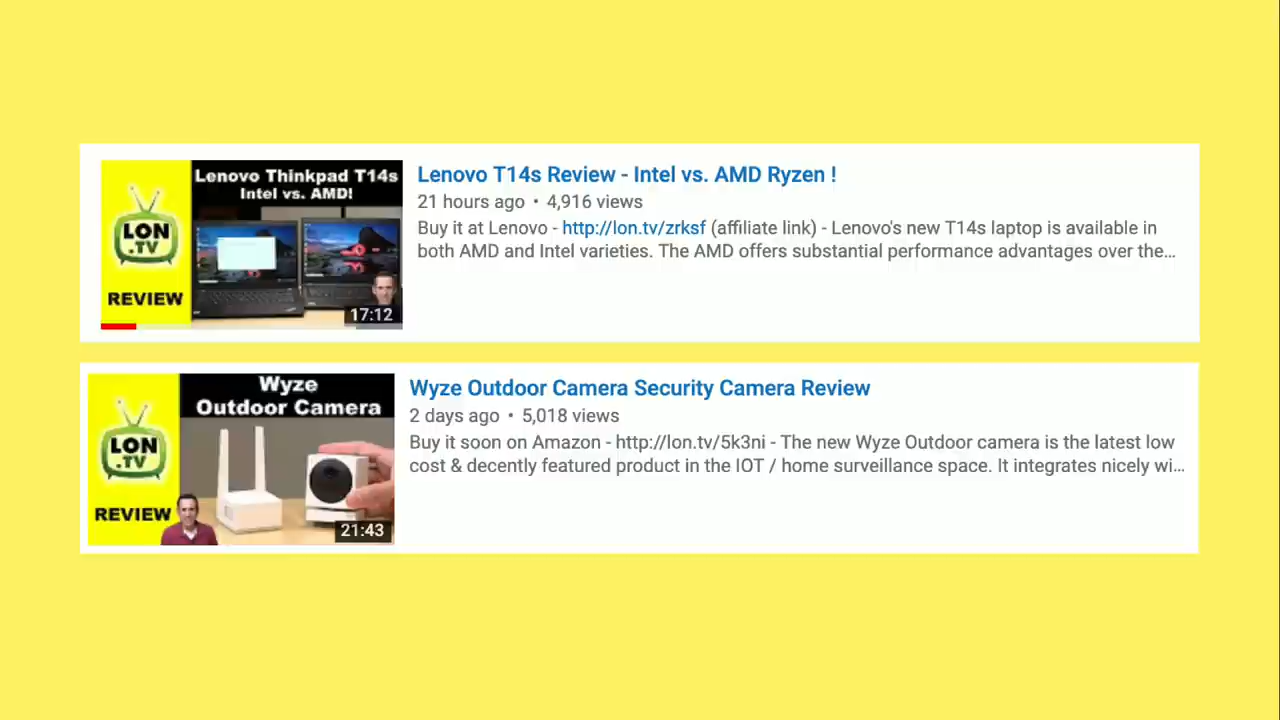 Lenovo Thinkpad T14s
Intel vs. AMD!
LON
.TV
REVIEW
17:12
Lenovo T14s Review - Intel vs. AMD Ryzen !
21 hours ago • 4,916 views
Buy it at Lenovo - http://lon.tv/zrksf (affiliate link) - Lenovo's new T14s laptop is available in
both AMD and Intel varieties. The AMD offers substantial performance advantages over the...
Wyze
Outdoor Camera
LON
.TV
REVIEW
21:43
Wyze Outdoor Camera Security Camera Review
2 days ago • 5,018 views
Buy it soon on Amazon - http://lon.tv/5k3ni - The new Wyze Outdoor camera is the latest low
cost & decently featured product in the IOT / home surveillance space. It integrates nicely wi...